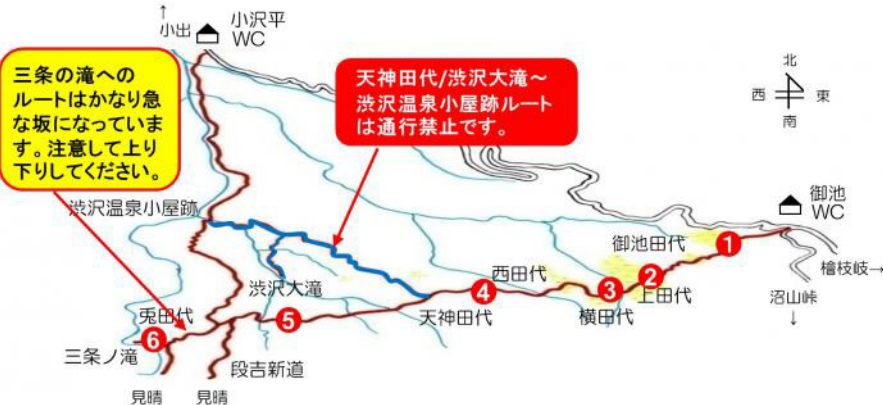 ↑
小出
小沢平
WC
三条の滝への
ルートはかなり急
な坂になっていま
す。注意して上り
下りしてください。
天神田代/渋沢大滝～
渋沢温泉小屋跡ルート
は通行禁止です。
北
西 東
南
渋沢温泉小屋跡
御池
WC
御池田代
1
檜枝岐→
西田代
2
上田代
沼山峠
↓
渋沢大滝
4
3
横田代
天神田代
兎田代
5
6
三条ノ滝
段吉新道
見晴 見晴